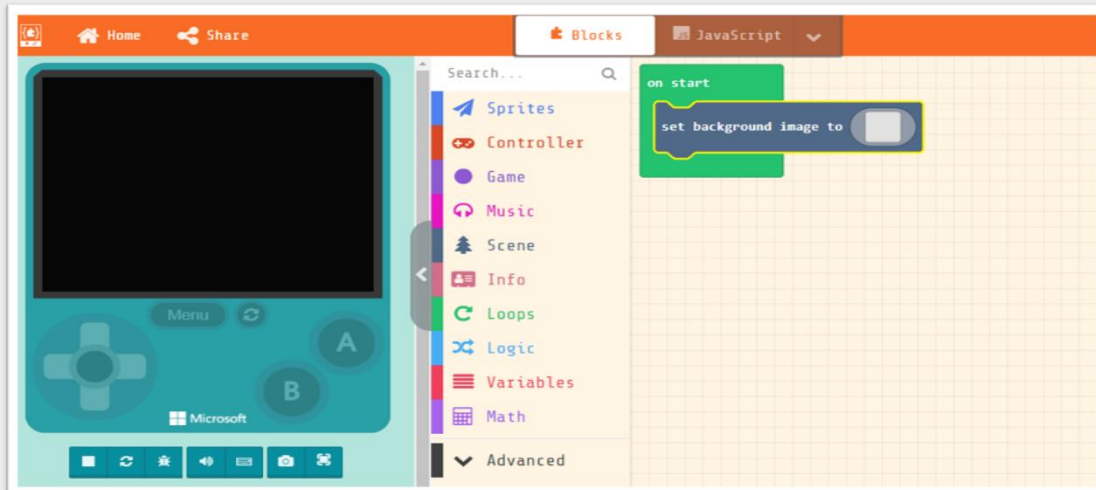 Home
Share
Blocks
JS JavaScript
Menu
A
B
Microsoft
Search...
Sprites
Controller
Game
Music
Scene
Info
Loops
Logic
Variables
Math
Advanced
on start
set background image to